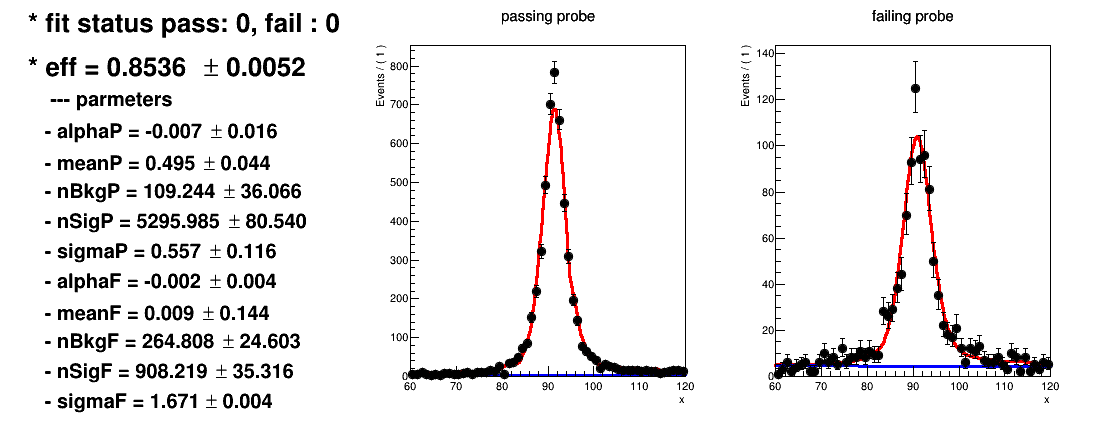 * fit status pass: 0, fail : 0
* eff = 0.8536 ± 0.0052
--- parmeters
- alphaP = -0.007 ± 0.016
- meanP = 0.495 ± 0.044
- nBkgP = 109.244 ± 36.066
- nSigP = 5295.985 ± 80.540
- sigmaP = 0.557 ± 0.116
- alphaF = -0.002 ± 0.004
- meanF = 0.009 ± 0.144
- nBkgF = 264.808 ± 24.603
- nSigF = 908.219 ± 35.316
- sigmaF = 1.671 ± 0.004
passing probe
Events / ( 1 )
800
700
600
500
400
300
200
100
0
60 70 80 90 100 110 120
x
failing probe
Events / ( 1 )
140
120
100
80
60
40
20
0
60 70 80 90 100 110 120
x